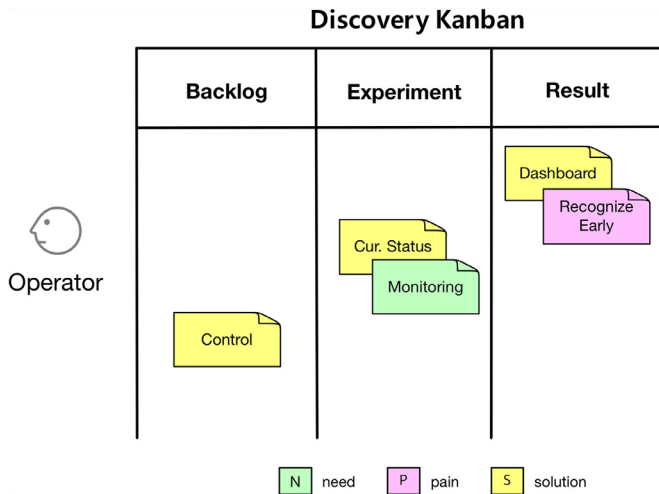 Discovery Kanban
Backlog
Experiment
Result
Dashboard
Recognize
Early
Cur. Status
Monitoring
Operator
Control
N need
P pain
S solution